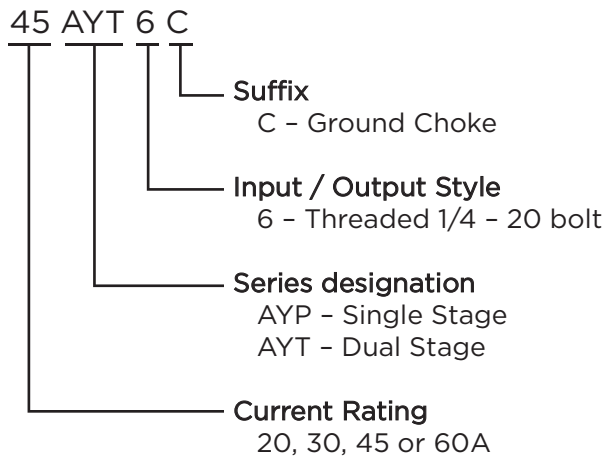 45 AYT 6 C
Suffix
C – Ground Choke
Input / Output Style
6 – Threaded 1/4 – 20 bolt
Series designation
AYP – Single Stage
AYT – Dual Stage
Current Rating
20, 30, 45 or 60A